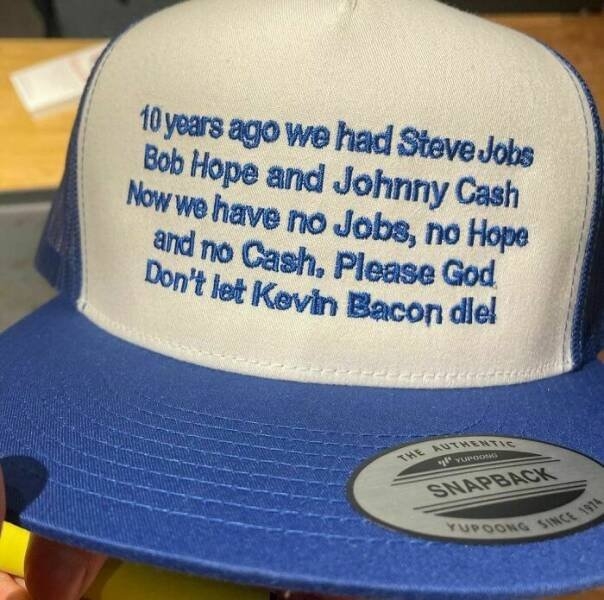 10 years ago we had Steve Jobs
Bob Hope and Johnny Cash
Now we have no Jobs, no Hope
and no Cash. Please God
Don't let Kevin Bacon die!
THE AUTHENTIC
YP YUPOONG
SNAPBACK
YUPOONG SINCE 1974